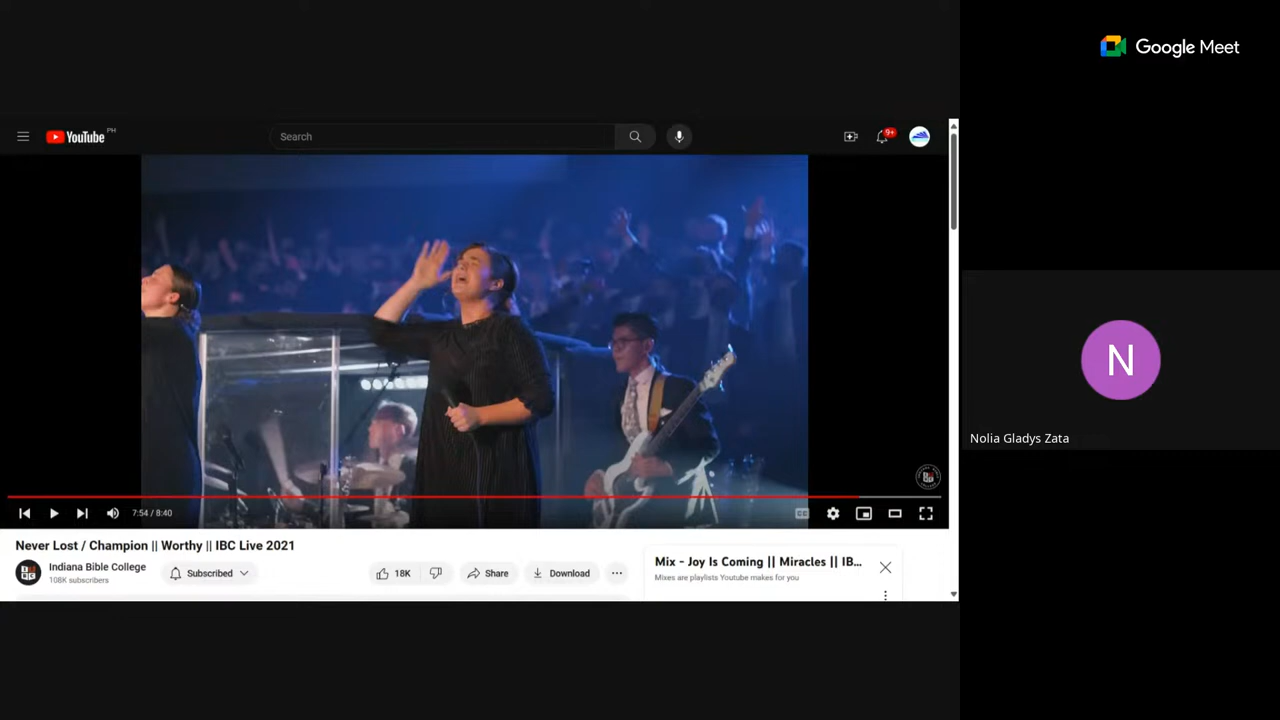 Google Meet
YouTube PH
Search
9+
CC
7:54 / 8:40
Never Lost / Champion || Worthy || IBC Live 2021
Indiana Bible College
108K subscribers
Subscribed
18K
Share
Download
Mix - Joy Is Coming || Miracles || IB...
Mixes are playlists Youtube makes for you
N
Nolia Gladys Zata